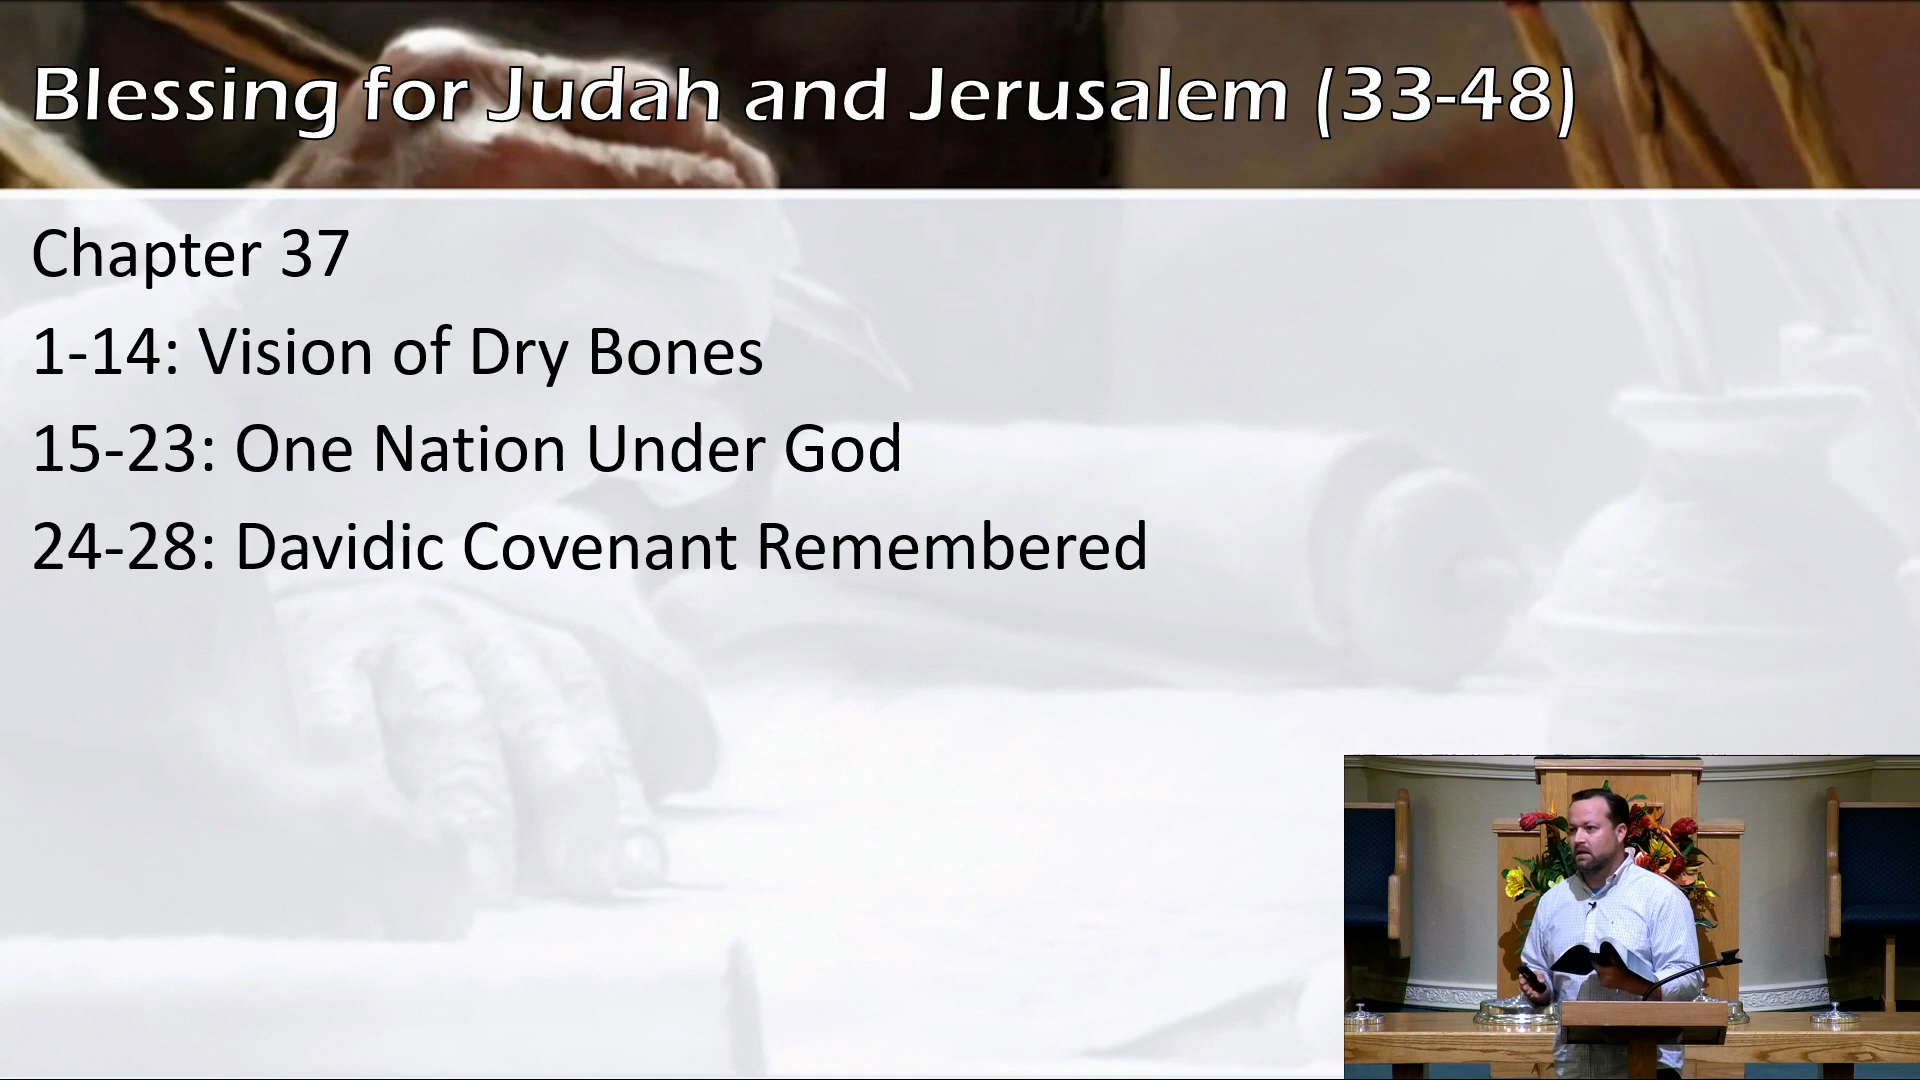 Blessing for Judah and Jerusalem (33-48)
Chapter 37
1-14: Vision of Dry Bones
15-23: One Nation Under God
24-28: Davidic Covenant Remembered